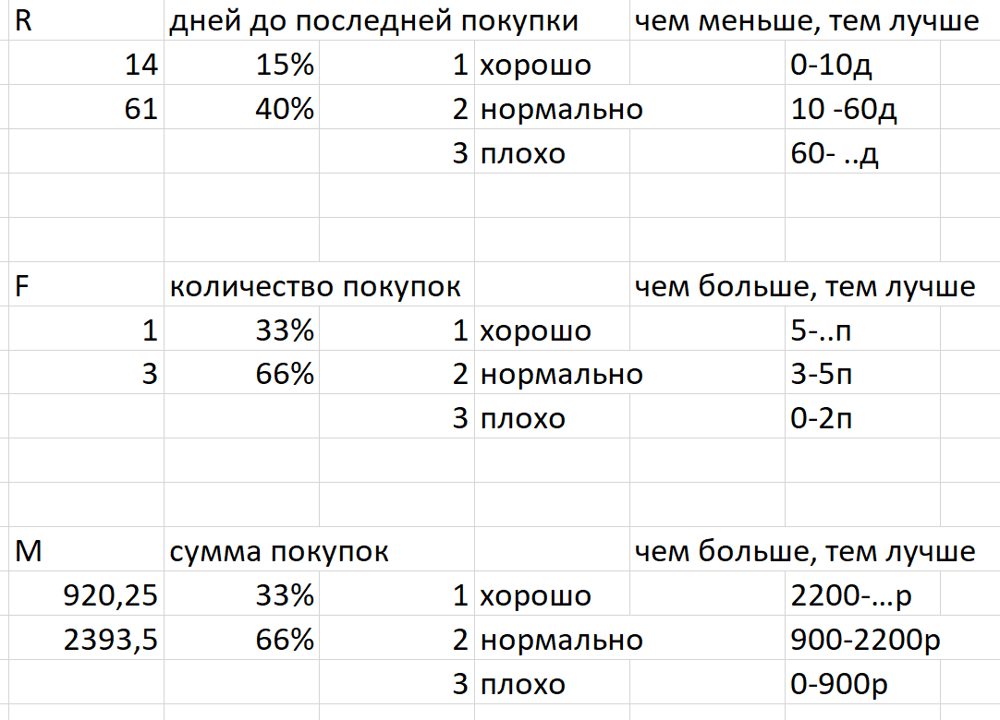 R дней до последней покупки чем меньше, тем лучше
14 15% 1 хорошо 0-10д
61 40% 2 нормально 10 -60д
3 плохо 60- ..д
F количество покупок чем больше, тем лучше
1 33% 1 хорошо 5-..п
3 66% 2 нормально 3-5п
3 плохо 0-2п
M сумма покупок чем больше, тем лучше
920,25 33% 1 хорошо 2200-...р
2393,5 66% 2 нормально 900-2200р
3 плохо 0-900р